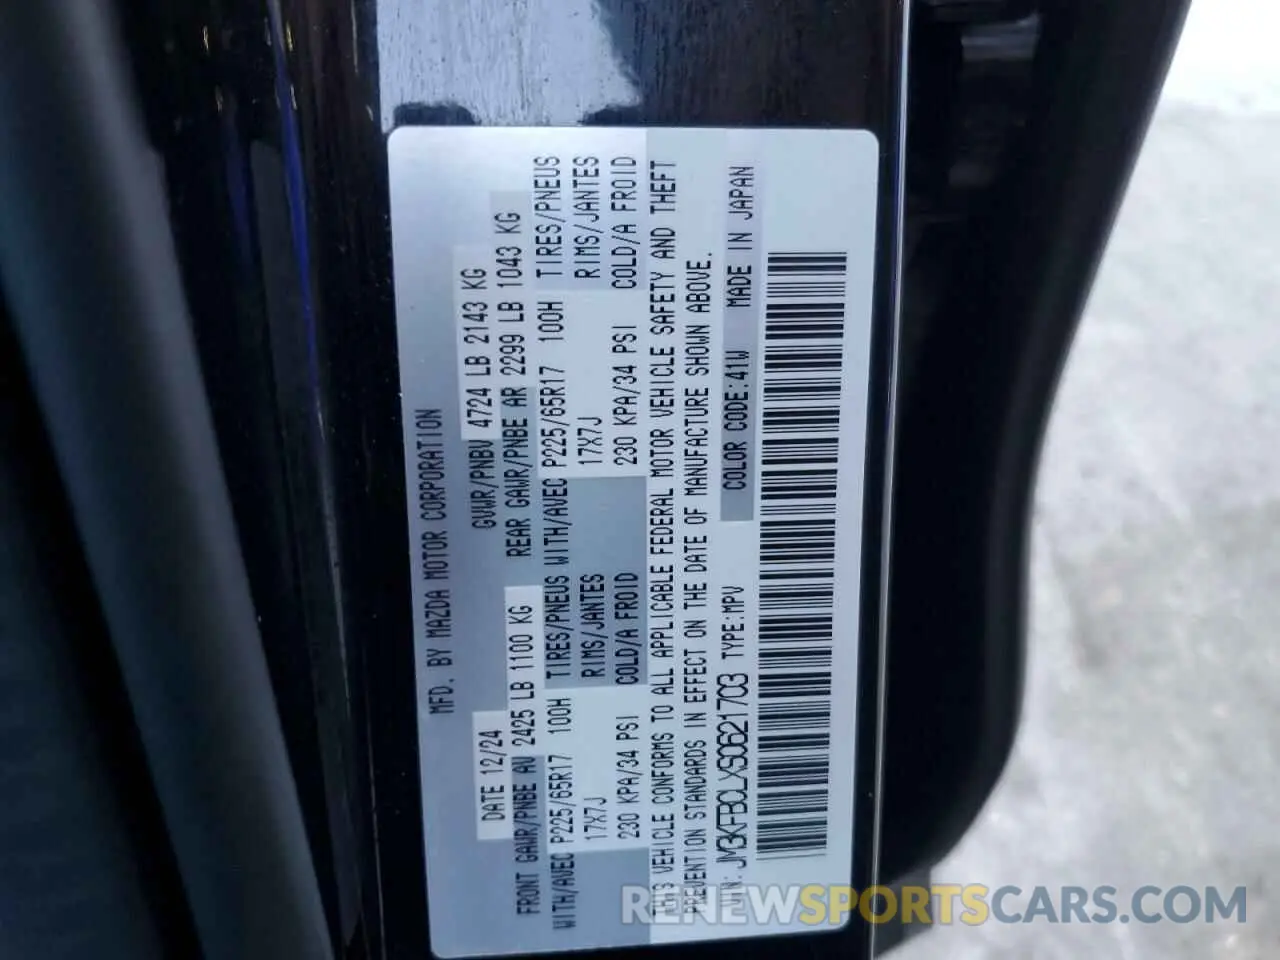 MFD. BY MAZDA MOTOR CORPORATION
DATE 12/24 GVWR/PNBV 4724 LB 2143 KG
FRONT GAWR/PNBE AV 2425 LB 1100 KG REAR GAWR/PNBE AR 2299 LB 1043 KG
WITH/AVEC P225/65R17 100H TIRES/PNEUS WITH/AVEC P225/65R17 100H TIRES/PNEUS
17X7J RIMS/JANTES 17X7J RIMS/JANTES
230 KPA/34 PSI COLD/A FROID 230 KPA/34 PSI COLD/A FROID
THIS VEHICLE CONFORMS TO ALL APPLICABLE FEDERAL MOTOR VEHICLE SAFETY AND THEFT
PREVENTION STANDARDS IN EFFECT ON THE DATE OF MANUFACTURE SHOWN ABOVE.
VIN: JM3KFBCLXS0621703 TYPE:MPV COLOR CODE:41W MADE IN JAPAN
RENEWSPORTSCARS.COM